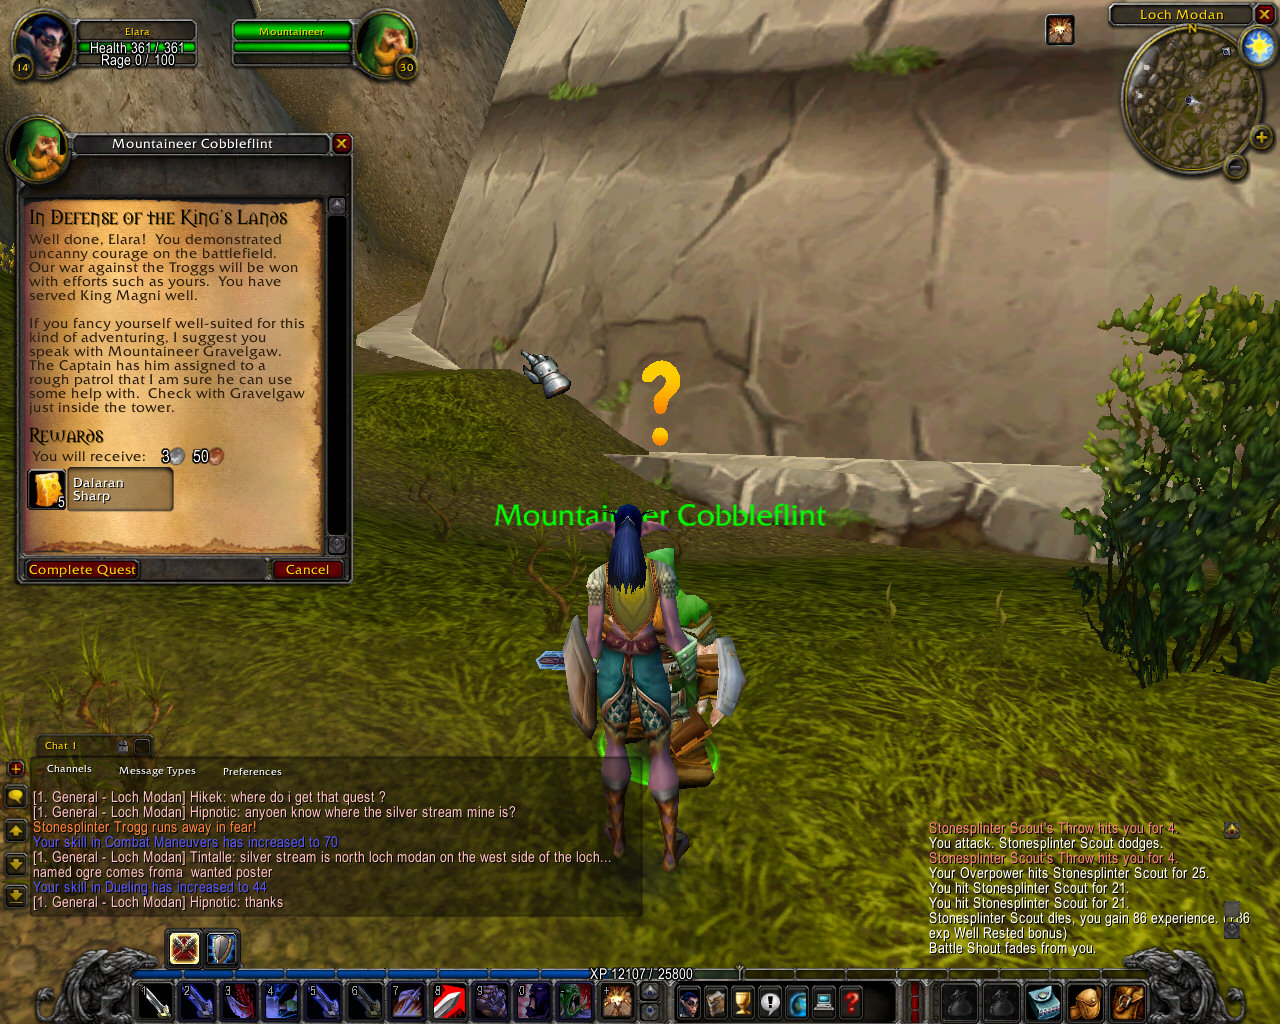 Elara
Health 361 / 361
Rage 0 / 100
14
Mountaineer
30
Loch Modan
N
Mountaineer Cobbleflint
In Defense of the King's Lands
Well done, Elara! You demonstrated
uncanny courage on the battlefield.
Our war against the Troggs will be won
with efforts such as yours. You have
served King Magni well.
If you fancy yourself well-suited for this
kind of adventuring, I suggest you
speak with Mountaineer Gravelgaw.
The Captain has him assigned to a
rough patrol that I am sure he can use
some help with. Check with Gravelgaw
just inside the tower.
Rewards
You will receive: 3 50
Dalaran
Sharp
5
Complete Quest
Cancel
Mountaineer Cobbleflint
Chat 1
Channels Message Types Preferences
[1. General - Loch Modan] Hikek: where do i get that quest ?
[1. General - Loch Modan] Hipnotic: anyoen know where the silver stream mine is?
Stonesplinter Trogg runs away in fear!
Your skill in Combat Maneuvers has increased to 70
[1. General - Loch Modan] Tintalle: silver stream is north loch modan on the west side of the loch...
named ogre comes froma wanted poster
Your skill in Dueling has increased to 44
[1. General - Loch Modan] Hipnotic: thanks
Stonesplinter Scout's Throw hits you for 4.
You attack. Stonesplinter Scout dodges.
Stonesplinter Scout's Throw hits you for 4.
Your Overpower hits Stonesplinter Scout for 25.
You hit Stonesplinter Scout for 21.
You hit Stonesplinter Scout for 21.
Stonesplinter Scout dies, you gain 86 experience. 86
exp Well Rested bonus)
Battle Shout fades from you.
XP 12107 / 25800
1 2 3 4 5 6 7 8 9 0 - +